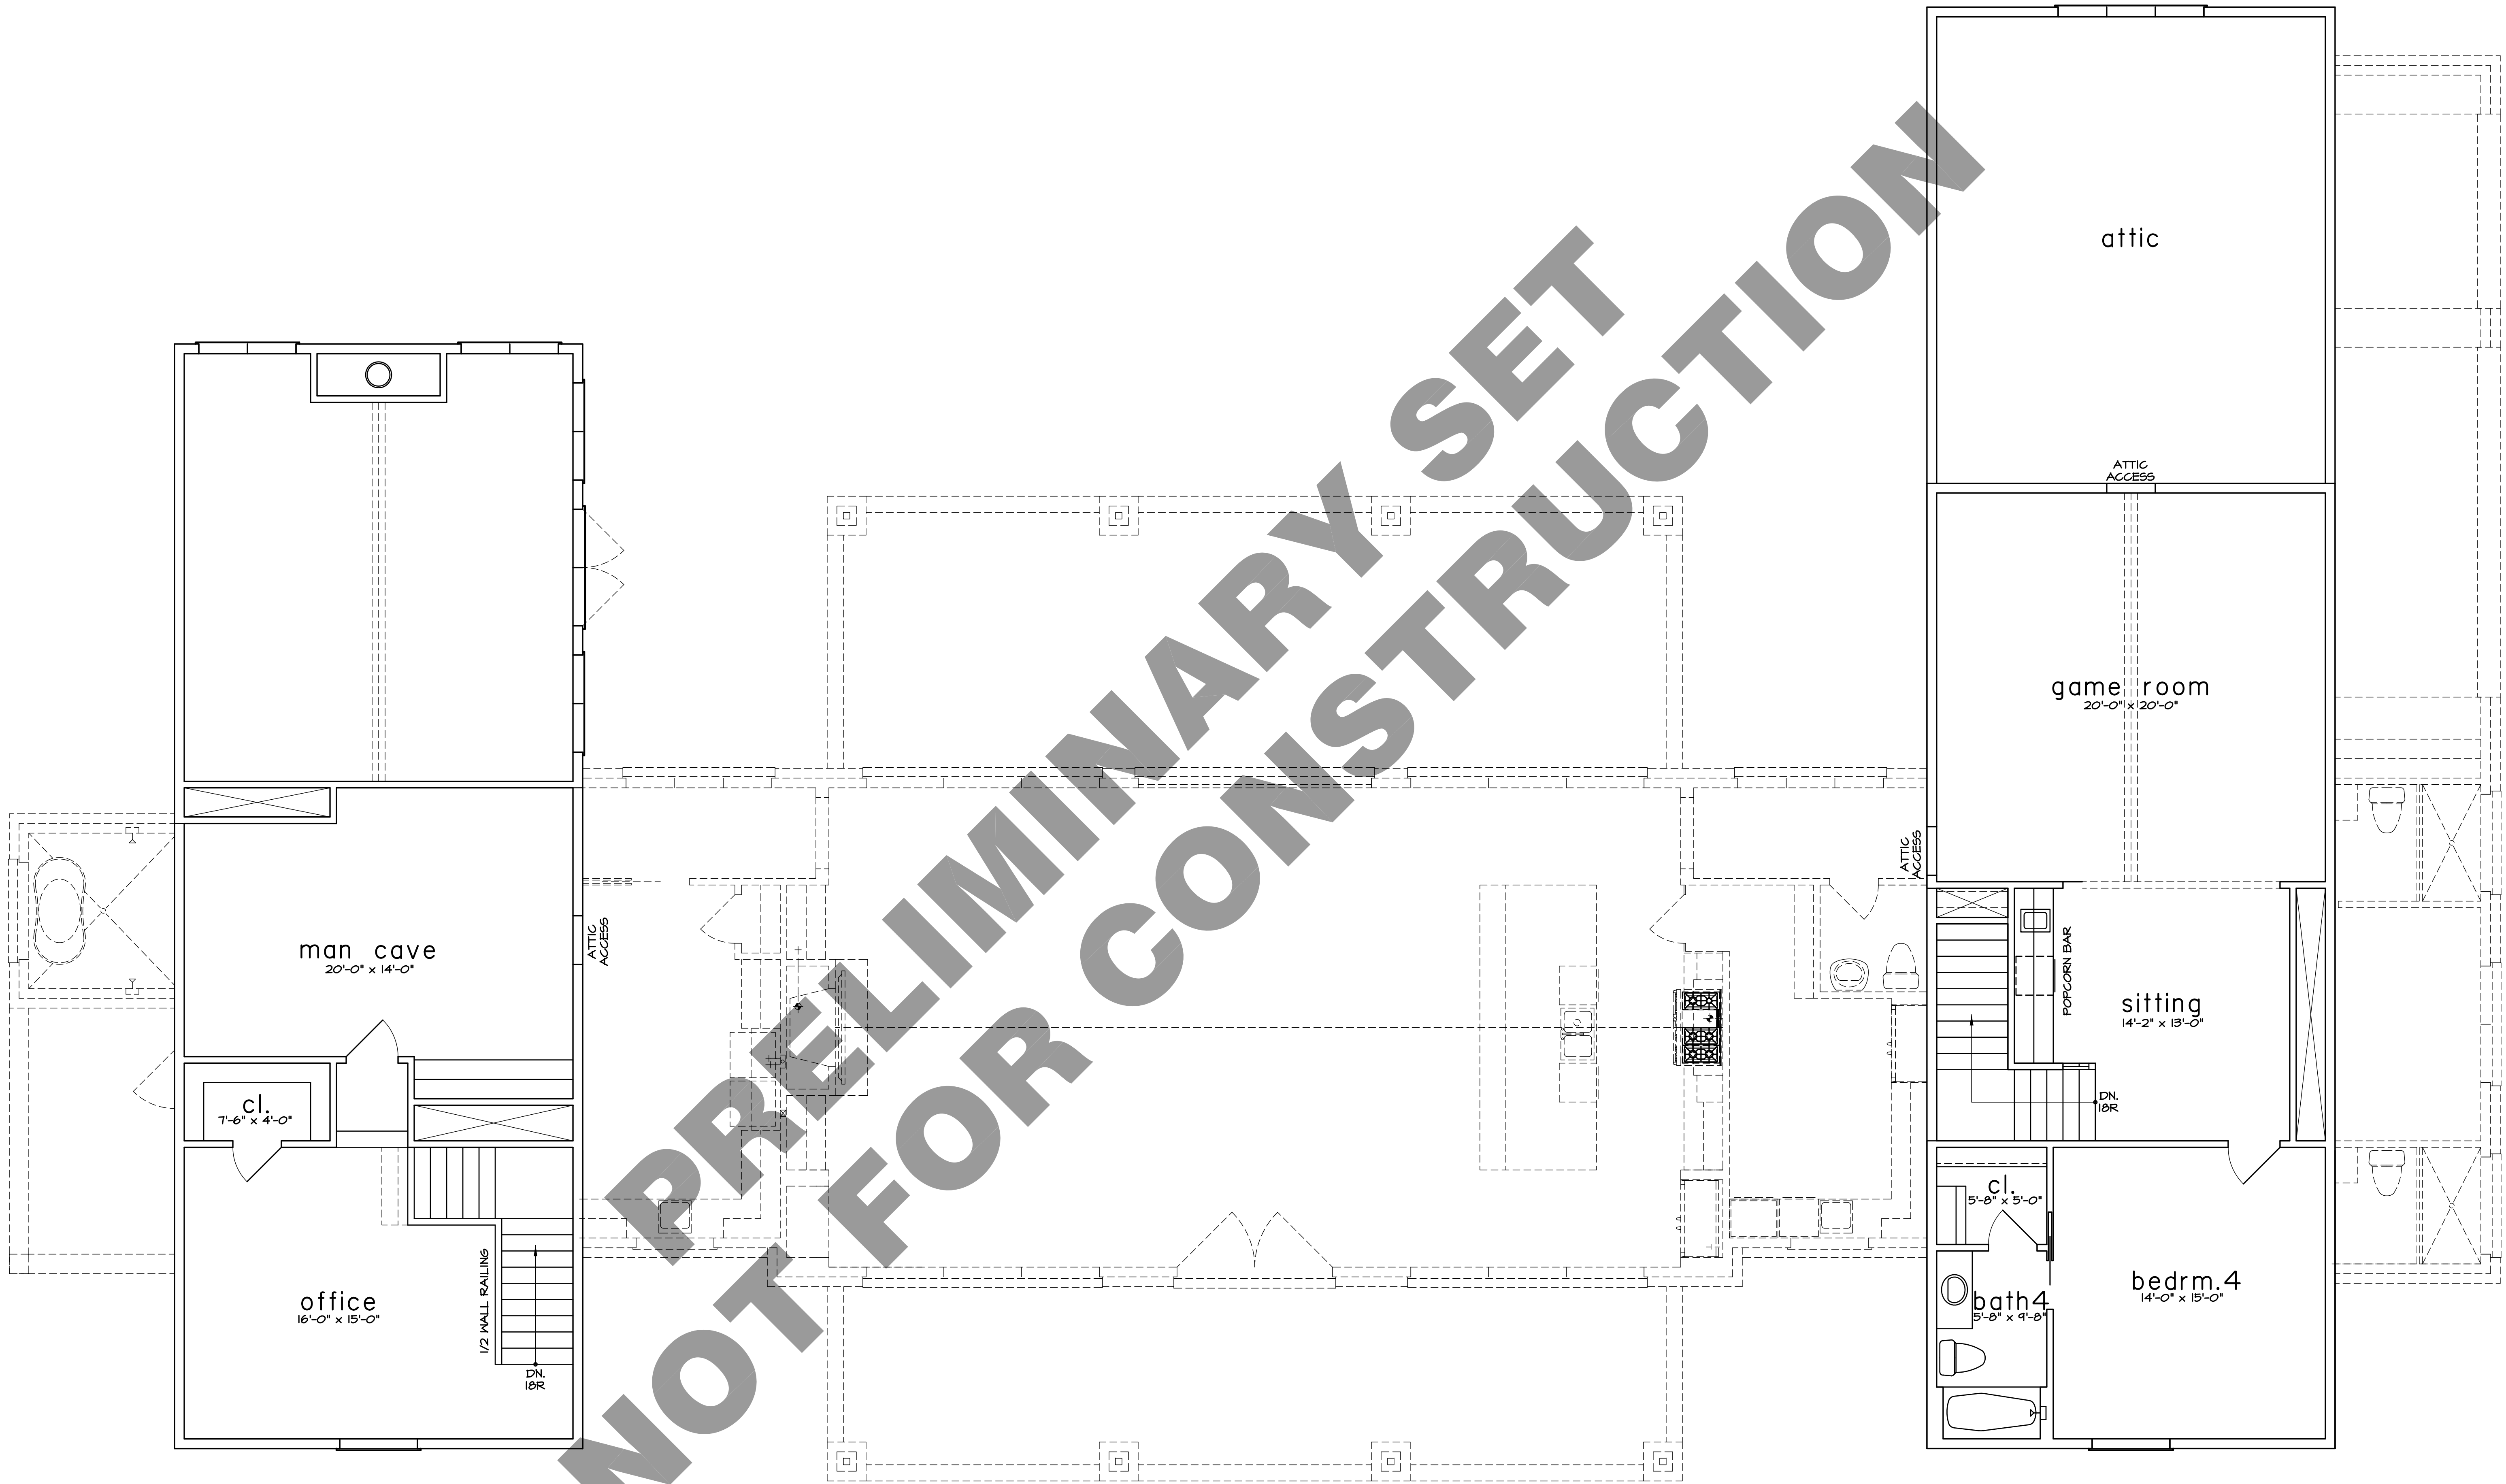 PRELIMINARY SET
NOT FOR CONSTRUCTION
attic
ATTIC
ACCESS
game room
20'-0" x 20'-0"
ATTIC
ACCESS
man cave
20'-0" x 14'-0"
ATTIC
ACCESS
POPCORN BAR
sitting
14'-2" x 13'-0"
DN.
18R
cl.
7'-6" x 4'-0"
cl.
5'-8" x 5'-0"
office
16'-0" x 15'-0"
1/2 WALL RAILING
DN.
18R
bath4
5'-8" x 9'-8"
bedrm.4
14'-0" x 15'-0"